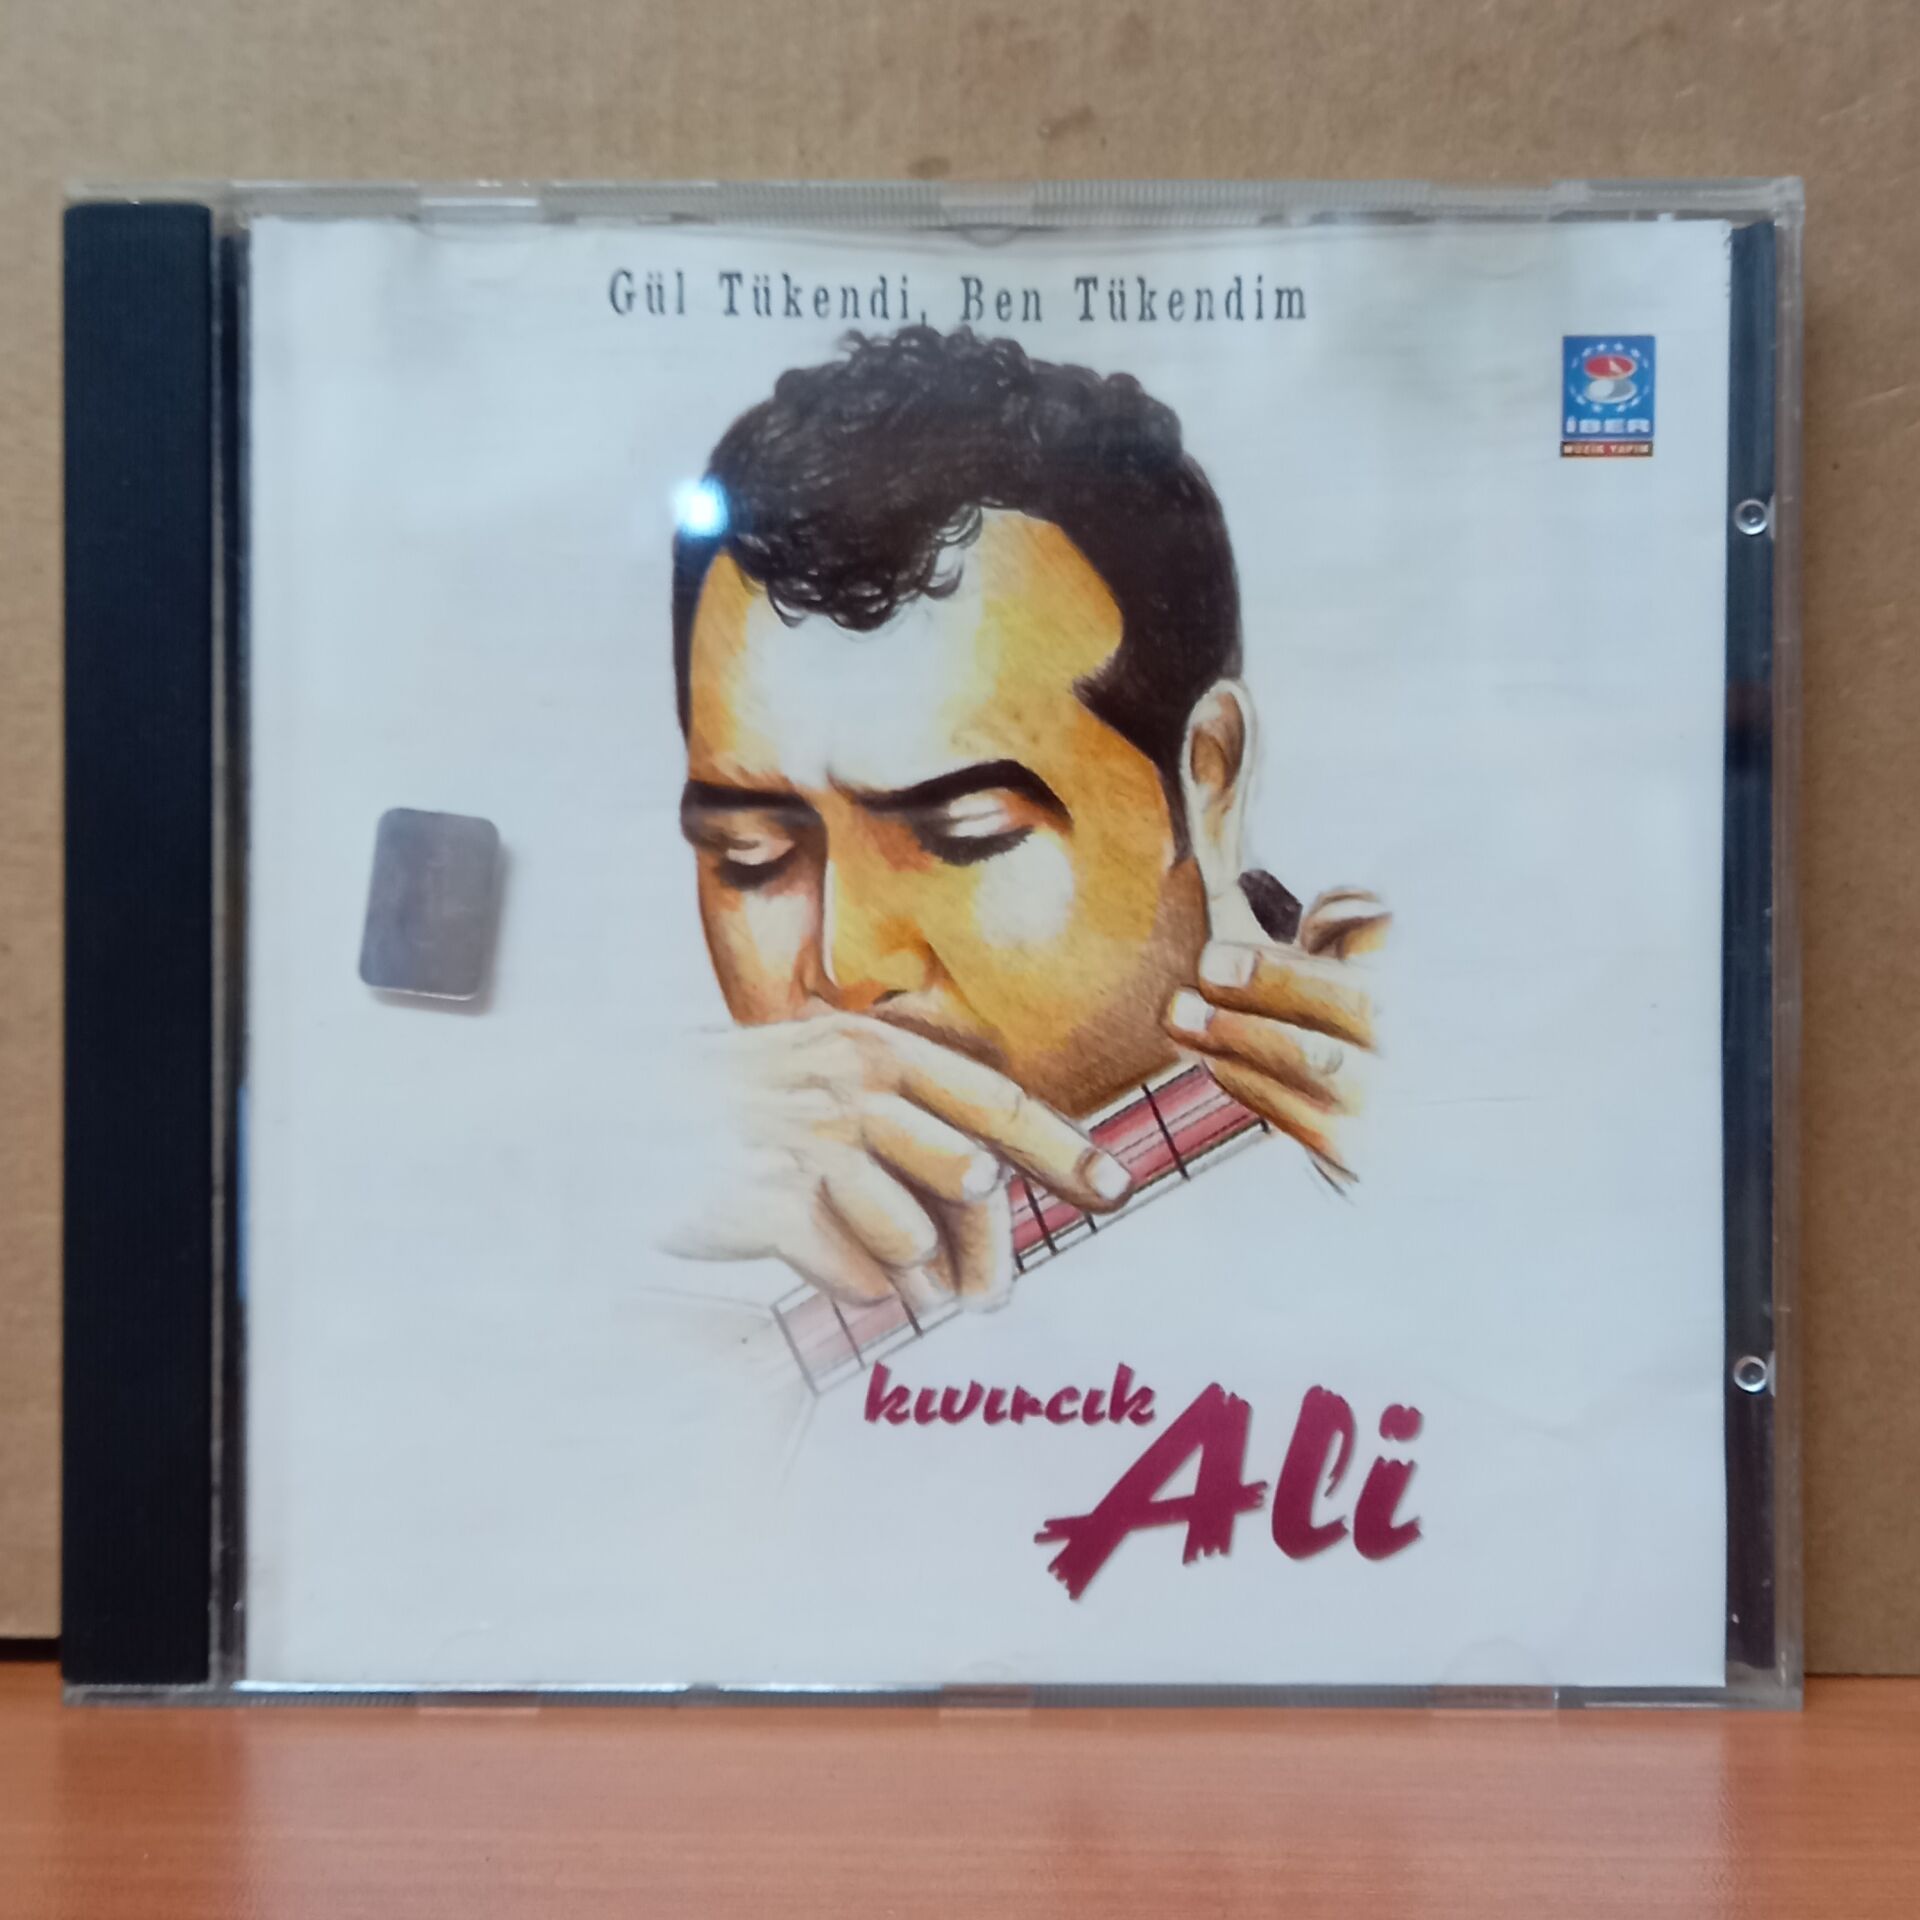 Gül Tükendi, Ben Tükendim
İBER
MÜZİK YAPIM
kıvırcık
Ali